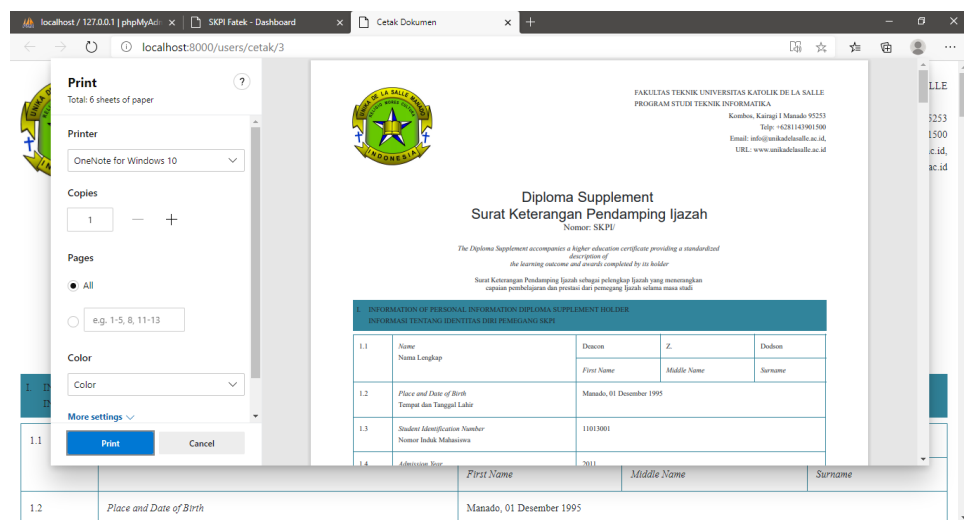 localhost / 127.0.0.1 | phpMyAd
SKPI Fatek - Dashboard
Cetak Dokumen
localhost:8000/users/cetak/3
Print
Total: 6 sheets of paper
?
Printer
OneNote for Windows 10
Copies
1
Pages
All
e.g. 1-5, 8, 11-13
Color
Color
More settings
Print
Cancel
UNIKA DE LA SALLE MANADO
RELIGIO MORES CULTURA
INDONESIA
FAKULTAS TEKNIK UNIVERSITAS KATOLIK DE LA SALLE
PROGRAM STUDI TEKNIK INFORMATIKA
Kombos, Kairagi I Manado 95253
Telp: +6281143901500
Email: info@unikadelasalle.ac.id,
URL: www.unikadelasalle.ac.id
Diploma Supplement
Surat Keterangan Pendamping Ijazah
Nomor: SKPI/
The Diploma Supplement accompanies a higher education certificate providing a standardized
description of
the learning outcome and awards completed by its holder
Surat Keterangan Pendamping Ijazah sebagai pelengkap Ijazah yang menerangkan
capaian pembelajaran dan prestasi dari pemegang Ijazah selama masa studi
I. INFORMATION OF PERSONAL INFORMATION DIPLOMA SUPPLEMENT HOLDER
INFORMASI TENTANG IDENTITAS DIRI PEMEGANG SKPI
1.1 Name Deacon Z. Dodson
Nama Lengkap
First Name Middle Name Surname
1.2 Place and Date of Birth Manado, 01 Desember 1995
Tempat dan Tanggal Lahir
1.3 Student Identification Number 11013001
Nomor Induk Mahasiswa
1.4 Admission Year 2011
LLE
5253
1500
c.id,
ac.id
I. IN
1.1
First Name Middle Name Surname
1.2 Place and Date of Birth Manado, 01 Desember 1995